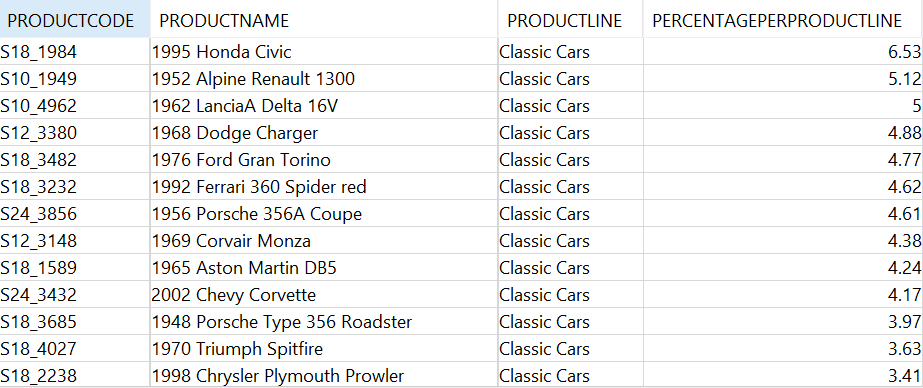 PRODUCTCODE PRODUCTNAME PRODUCTLINE PERCENTAGEPERPRODUCTLINE
S18_1984 1995 Honda Civic Classic Cars 6.53
S10_1949 1952 Alpine Renault 1300 Classic Cars 5.12
S10_4962 1962 LanciaA Delta 16V Classic Cars 5
S12_3380 1968 Dodge Charger Classic Cars 4.88
S18_3482 1976 Ford Gran Torino Classic Cars 4.77
S18_3232 1992 Ferrari 360 Spider red Classic Cars 4.62
S24_3856 1956 Porsche 356A Coupe Classic Cars 4.61
S12_3148 1969 Corvair Monza Classic Cars 4.38
S18_1589 1965 Aston Martin DB5 Classic Cars 4.24
S24_3432 2002 Chevy Corvette Classic Cars 4.17
S18_3685 1948 Porsche Type 356 Roadster Classic Cars 3.97
S18_4027 1970 Triumph Spitfire Classic Cars 3.63
S18_2238 1998 Chrysler Plymouth Prowler Classic Cars 3.41